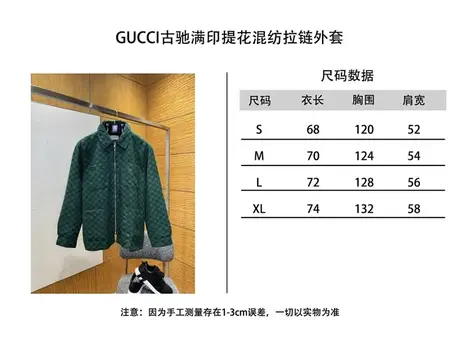 GUCCI古驰满印提花混纺拉链外套
尺码数据
尺码 衣长 胸围 肩宽
S 68 120 52
M 70 124 54
L 72 128 56
XL 74 132 58
注意：因为手工测量存在1-3cm误差，一切以实物为准